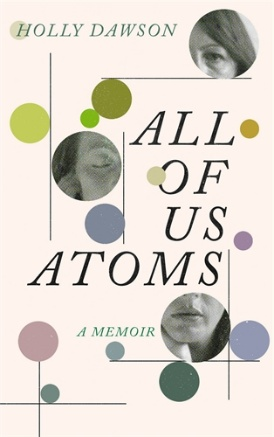 HOLLY DAWSON
ALL
OF
US
ATOMS
A MEMOIR